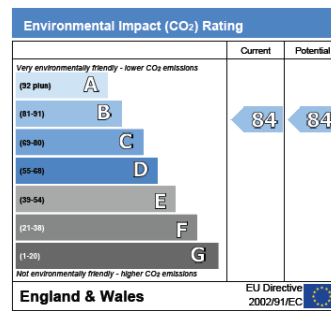 Environmental Impact (CO₂) Rating
Current Potential
Very environmentally friendly - lower CO₂ emissions
(92 plus) A
(81-91) B
84 84
(69-80) C
(55-68) D
(39-54) E
(21-38) F
(1-20) G
Not environmentally friendly - higher CO₂ emissions
England & Wales
EU Directive
2002/91/EC